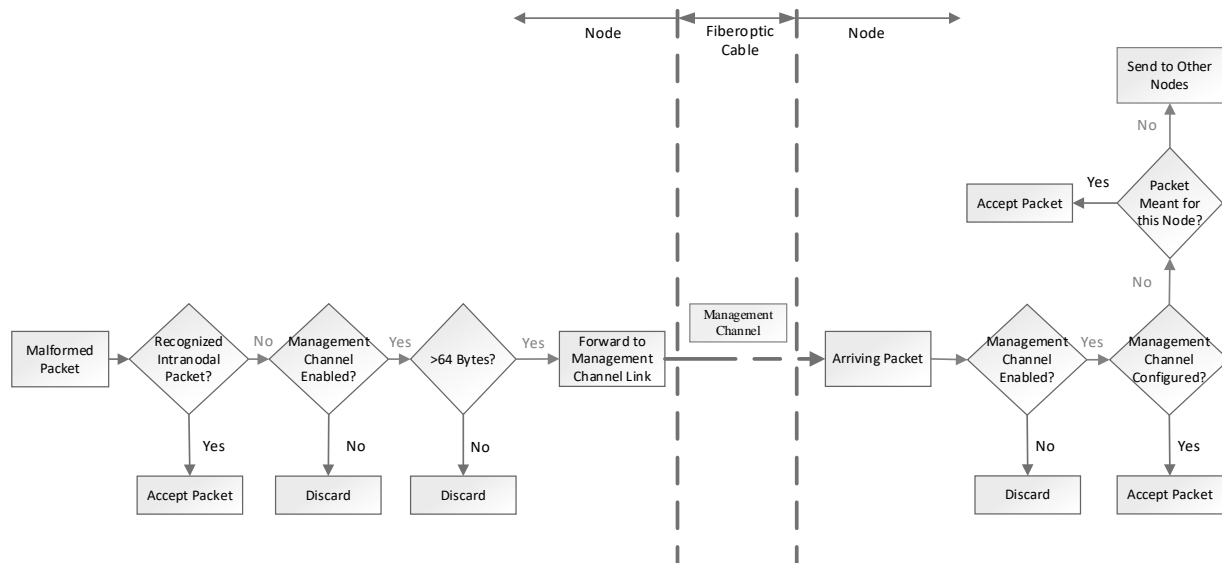 Node
Fiberoptic
Cable
Node
Send to Other
Nodes
No
Accept Packet
Yes
Packet
Meant for
this Node?
No
Malformed
Packet
Recognized
Intranodal
Packet?
No
Management
Channel
Enabled?
Yes
>64 Bytes?
Yes
Forward to
Management
Channel Link
Management
Channel
Arriving Packet
Management
Channel
Enabled?
Yes
Management
Channel
Configured?
Yes
No
No
No
Yes
Accept Packet
Discard
Discard
Discard
Accept Packet